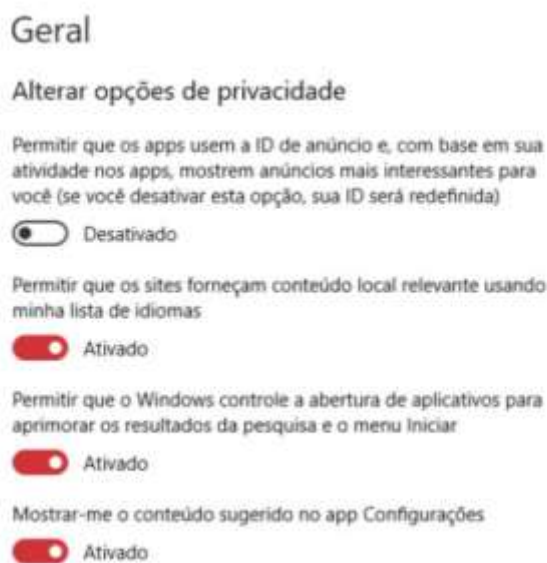 Geral
Alterar opções de privacidade
Permitir que os apps usem a ID de anúncio e, com base em sua
atividade nos apps, mostrem anúncios mais interessantes para
você (se você desativar esta opção, sua ID será redefinida)
Desativado
Permitir que os sites forneçam conteúdo local relevante usando
minha lista de idiomas
Ativado
Permitir que o Windows controle a abertura de aplicativos para
aprimorar os resultados da pesquisa e o menu Iniciar
Ativado
Mostrar-me o conteúdo sugerido no app Configurações
Ativado